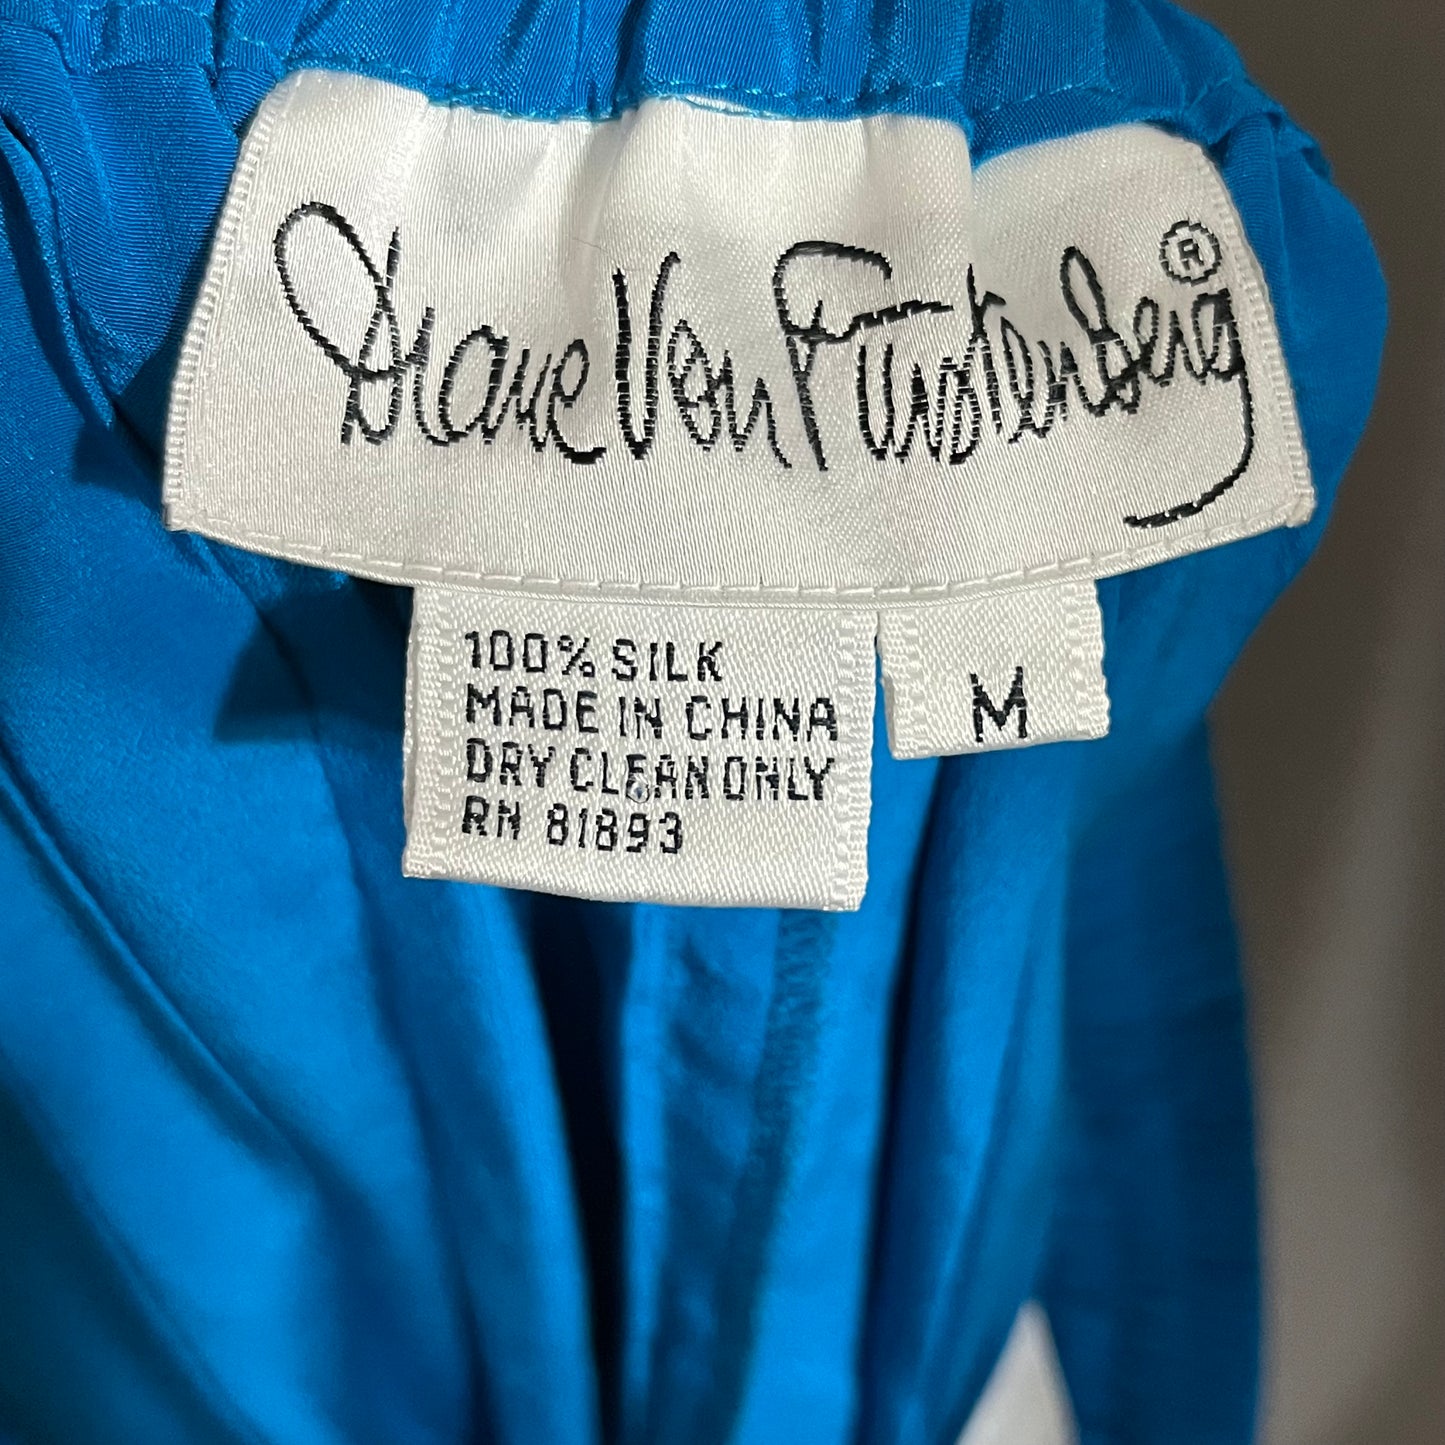 Diane Von Furstenberg ®
100% SILK
MADE IN CHINA
DRY CLEAN ONLY
RN 81893
M